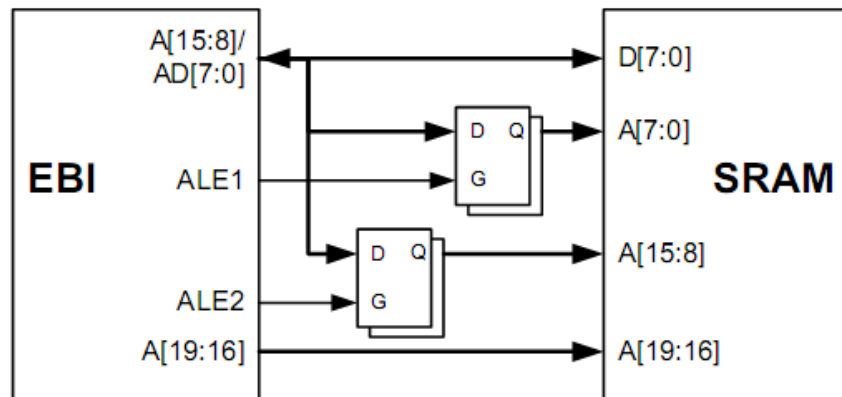 A[15:8]/
AD[7:0]
D[7:0]
D Q
A[7:0]
G
EBI
ALE1
SRAM
D Q
A[15:8]
G
ALE2
A[19:16]
A[19:16]